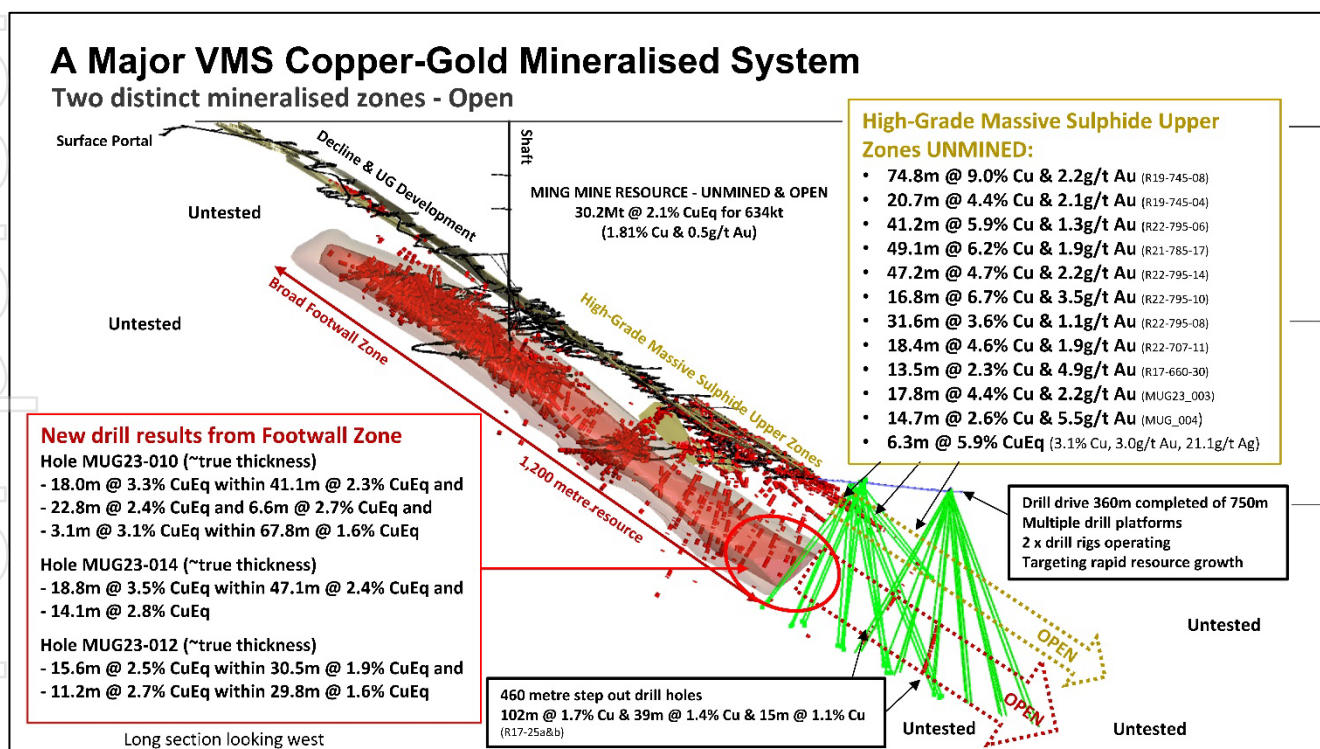 A Major VMS Copper-Gold Mineralised System
Two distinct mineralised zones - Open
Surface Portal
Decline & UG Development
Shaft
Untested
Untested
MING MINE RESOURCE - UNMINED & OPEN
30.2Mt @ 2.1% CuEq for 634kt
(1.81% Cu & 0.5g/t Au)
Broad Footwall Zone
1,200 metre resource
High-Grade Massive Sulphide Upper Zones
High-Grade Massive Sulphide Upper
Zones UNMINED:
• 74.8m @ 9.0% Cu & 2.2g/t Au (R19-745-08)
• 20.7m @ 4.4% Cu & 2.1g/t Au (R19-745-04)
• 41.2m @ 5.9% Cu & 1.3g/t Au (R22-795-06)
• 49.1m @ 6.2% Cu & 1.9g/t Au (R21-785-17)
• 47.2m @ 4.7% Cu & 2.2g/t Au (R22-795-14)
• 16.8m @ 6.7% Cu & 3.5g/t Au (R22-795-10)
• 31.6m @ 3.6% Cu & 1.1g/t Au (R22-795-08)
• 18.4m @ 4.6% Cu & 1.9g/t Au (R22-707-11)
• 13.5m @ 2.3% Cu & 4.9g/t Au (R17-660-30)
• 17.8m @ 4.4% Cu & 2.2g/t Au (MUG23_003)
• 14.7m @ 2.6% Cu & 5.5g/t Au (MUG_004)
• 6.3m @ 5.9% CuEq (3.1% Cu, 3.0g/t Au, 21.1g/t Ag)
New drill results from Footwall Zone
Hole MUG23-010 (~true thickness)
- 18.0m @ 3.3% CuEq within 41.1m @ 2.3% CuEq and
- 22.8m @ 2.4% CuEq and 6.6m @ 2.7% CuEq and
- 3.1m @ 3.1% CuEq within 67.8m @ 1.6% CuEq
Hole MUG23-014 (~true thickness)
- 18.8m @ 3.5% CuEq within 47.1m @ 2.4% CuEq and
- 14.1m @ 2.8% CuEq
Hole MUG23-012 (~true thickness)
- 15.6m @ 2.5% CuEq within 30.5m @ 1.9% CuEq and
- 11.2m @ 2.7% CuEq within 29.8m @ 1.6% CuEq
Drill drive 360m completed of 750m
Multiple drill platforms
2 x drill rigs operating
Targeting rapid resource growth
OPEN
Untested
OPEN
460 metre step out drill holes
102m @ 1.7% Cu & 39m @ 1.4% Cu & 15m @ 1.1% Cu
(R17-25a&b)
Untested
Untested
Long section looking west